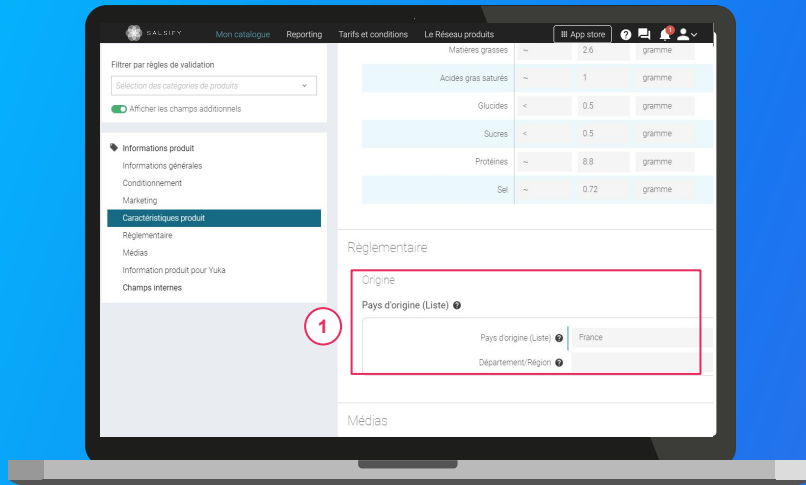 SALSIFY
Mon catalogue Reporting Tarifs et conditions Le Réseau produits App store 1
Filtrer par règles de validation
Sélection des catégories de produits
Afficher les champs additionnels
Informations produit
Informations générales
Conditionnement
Marketing
Caractéristiques produit
Règlementaire
Médias
Information produit pour Yuka
Champs internes
Matières grasses ~ 2.6 gramme
Acides gras saturés ~ 1 gramme
Glucides < 0.5 gramme
Sucres < 0.5 gramme
Protéines ~ 8.8 gramme
Sel ~ 0.72 gramme
Règlementaire
Origine
Pays d'origine (Liste)
1
Pays d'origine (Liste) France
Département/Région
Médias